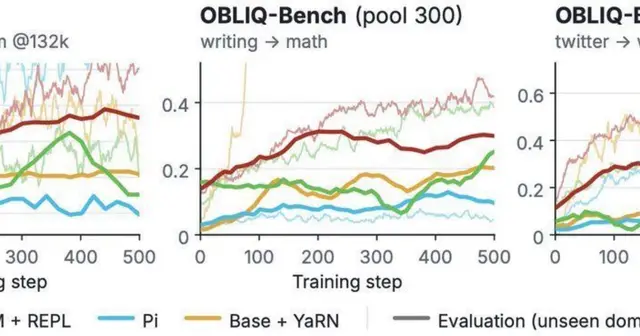 OBLIQ-Bench (pool 300)
OBLIQ-
m @132k
writing → math
twitter →
0.4
0.2
0
0.6
0.4
0.2
0
300 400 500
0 100 200 300 400 500
0 100
g step
Training step
M + REPL
Pi
Base + YaRN
Evaluation (unseen dom